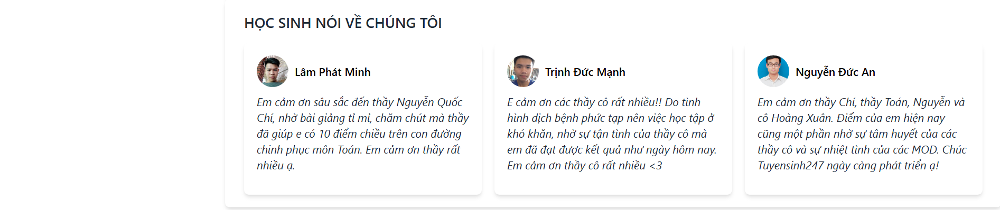 HỌC SINH NÓI VỀ CHÚNG TÔI
Lâm Phát Minh
Em cảm ơn sâu sắc đến thầy Nguyễn Quốc
Chí, nhờ bài giảng tỉ mỉ, chăm chút mà thầy
đã giúp e có 10 điểm chiều trên con đường
chinh phục môn Toán. Em cảm ơn thầy rất
nhiều ạ.
Trịnh Đức Mạnh
E cảm ơn các thầy cô rất nhiều!! Do tình
hình dịch bệnh phức tạp nên việc học tập ở
khó khăn, nhờ sự tận tình của thầy cô mà
em đã đạt được kết quả như ngày hôm nay.
Em cảm ơn thầy cô rất nhiều <3
Nguyễn Đức An
Em cảm ơn thầy Chí, thầy Toán, Nguyễn và
cô Hoàng Xuân. Điểm của em hiện nay
cũng một phần nhờ sự tâm huyết của các
thầy cô và sự nhiệt tình của các MOD. Chúc
Tuyensinh247 ngày càng phát triển ạ!